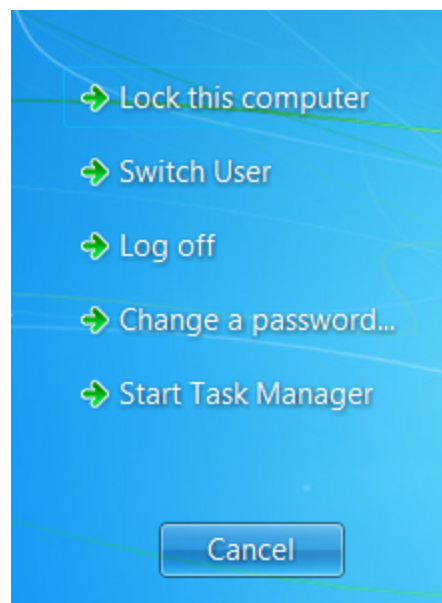 Lock this computer
Switch User
Log off
Change a password...
Start Task Manager
Cancel